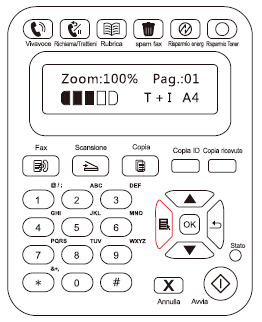 Vivavoce Richiama/Trattieni Rubrica spam fax Risparmio energ Risparmio Toner
Zoom:100% Pag.:01
T + I A4
Fax Scansione Copia Copia ID Copia ricevute
@ / : ABC DEF
1 2 3
GHI JKL MNO
4 5 6
OK
PQRS TUV WXYZ
7 8 9
Stato
&+,
* 0 #
X
Annulla Avvia